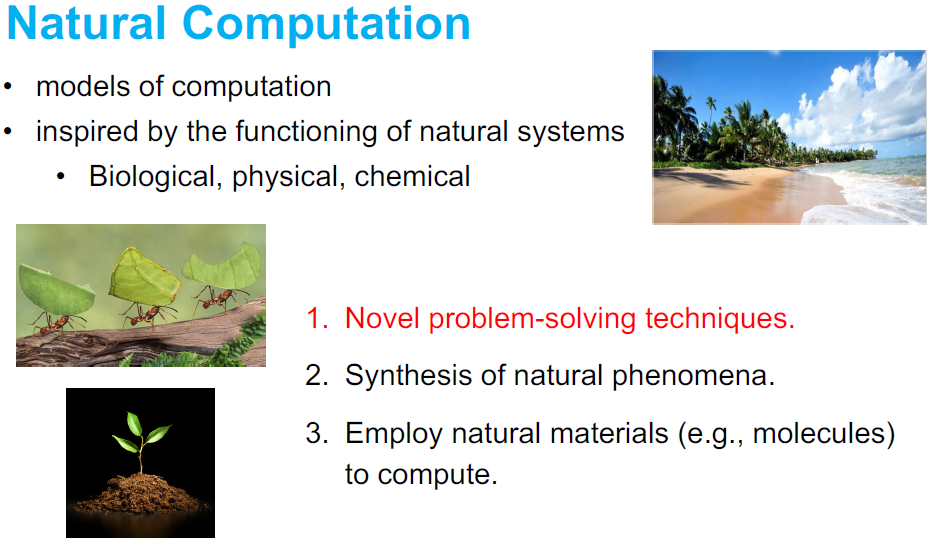 Natural Computation
• models of computation
• inspired by the functioning of natural systems
• Biological, physical, chemical
1. Novel problem-solving techniques.
2. Synthesis of natural phenomena.
3. Employ natural materials (e.g., molecules)
to compute.